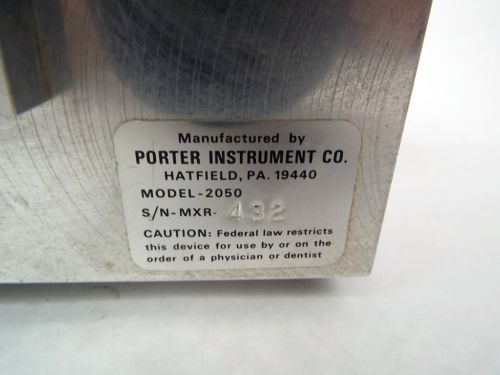 Manufactured by
PORTER INSTRUMENT CO.
HATFIELD, PA. 19440
MODEL-2050
S/N-MXR- 432
CAUTION: Federal law restricts
this device for use by or on the
order of a physician or dentist